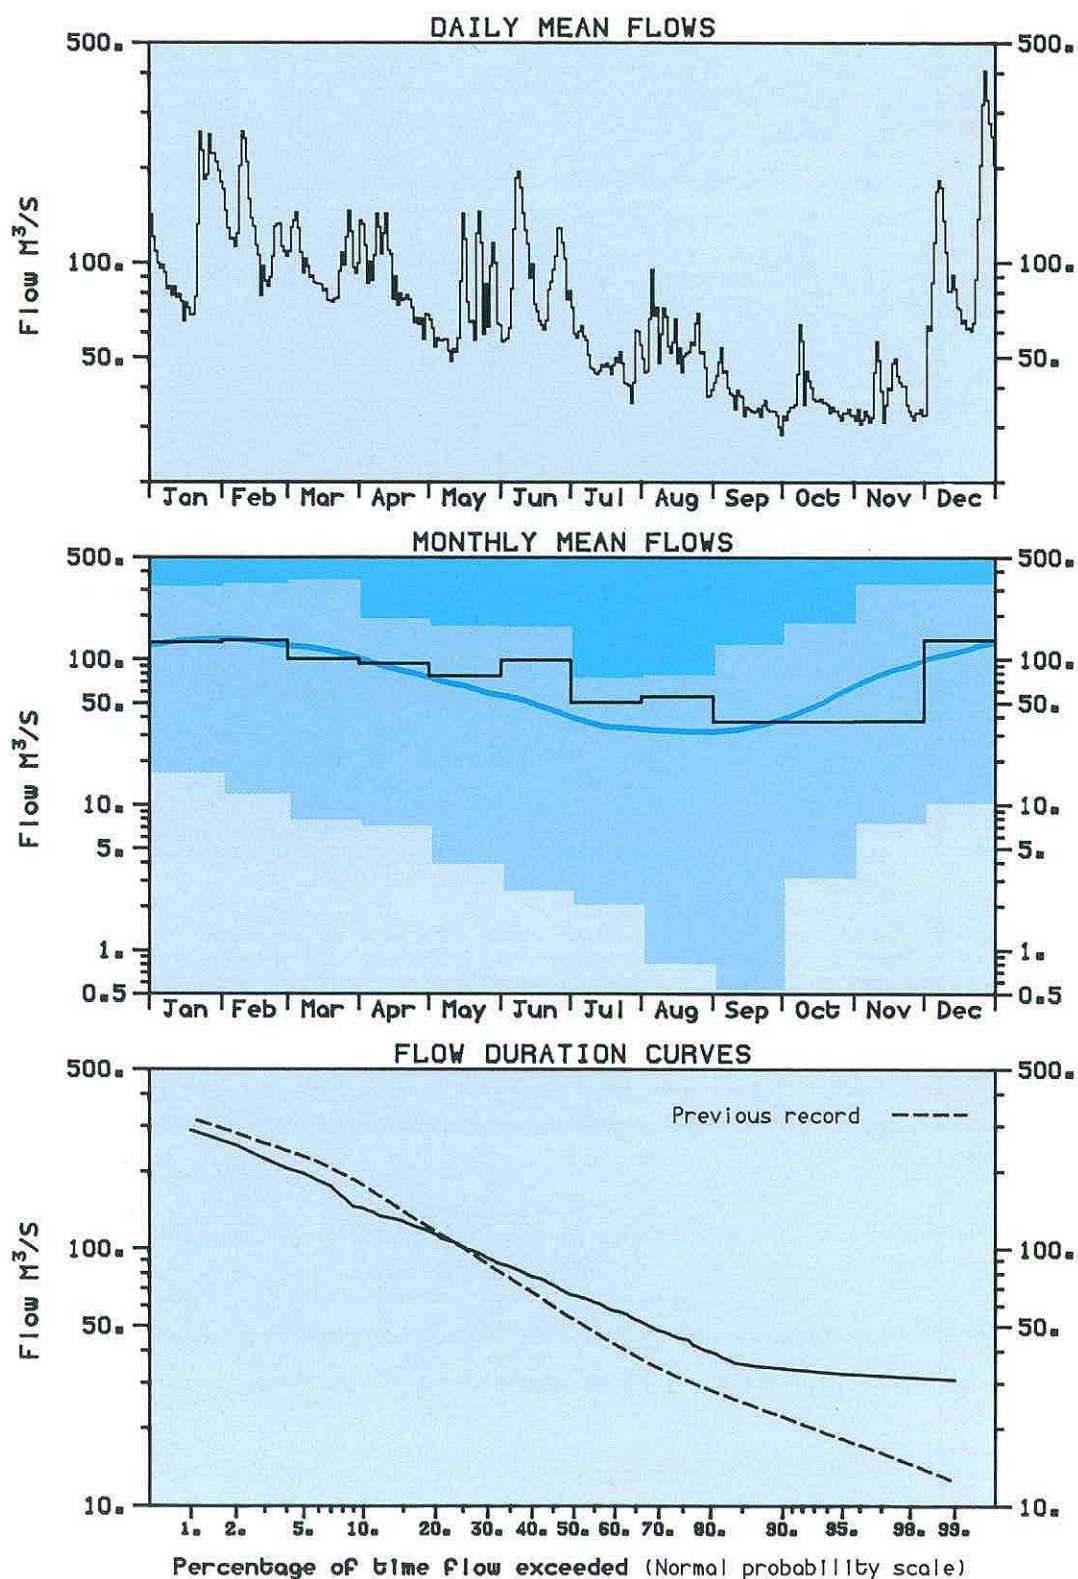 DAILY MEAN FLOWS
500. 500.
100. 100.
50. 50.
Flow M³/S
Jan Feb Mar Apr May Jun Jul Aug Sep Oct Nov Dec
MONTHLY MEAN FLOWS
500. 500.
100. 100.
50. 50.
10. 10.
5. 5.
1. 1.
0.5 0.5
Flow M³/S
Jan Feb Mar Apr May Jun Jul Aug Sep Oct Nov Dec
FLOW DURATION CURVES
500. 500.
Previous record
100. 100.
50. 50.
10. 10.
Flow M³/S
1. 2. 5. 10. 20. 30. 40. 50. 60. 70. 80. 90. 95. 98. 99.
Percentage of time flow exceeded (Normal probability scale)